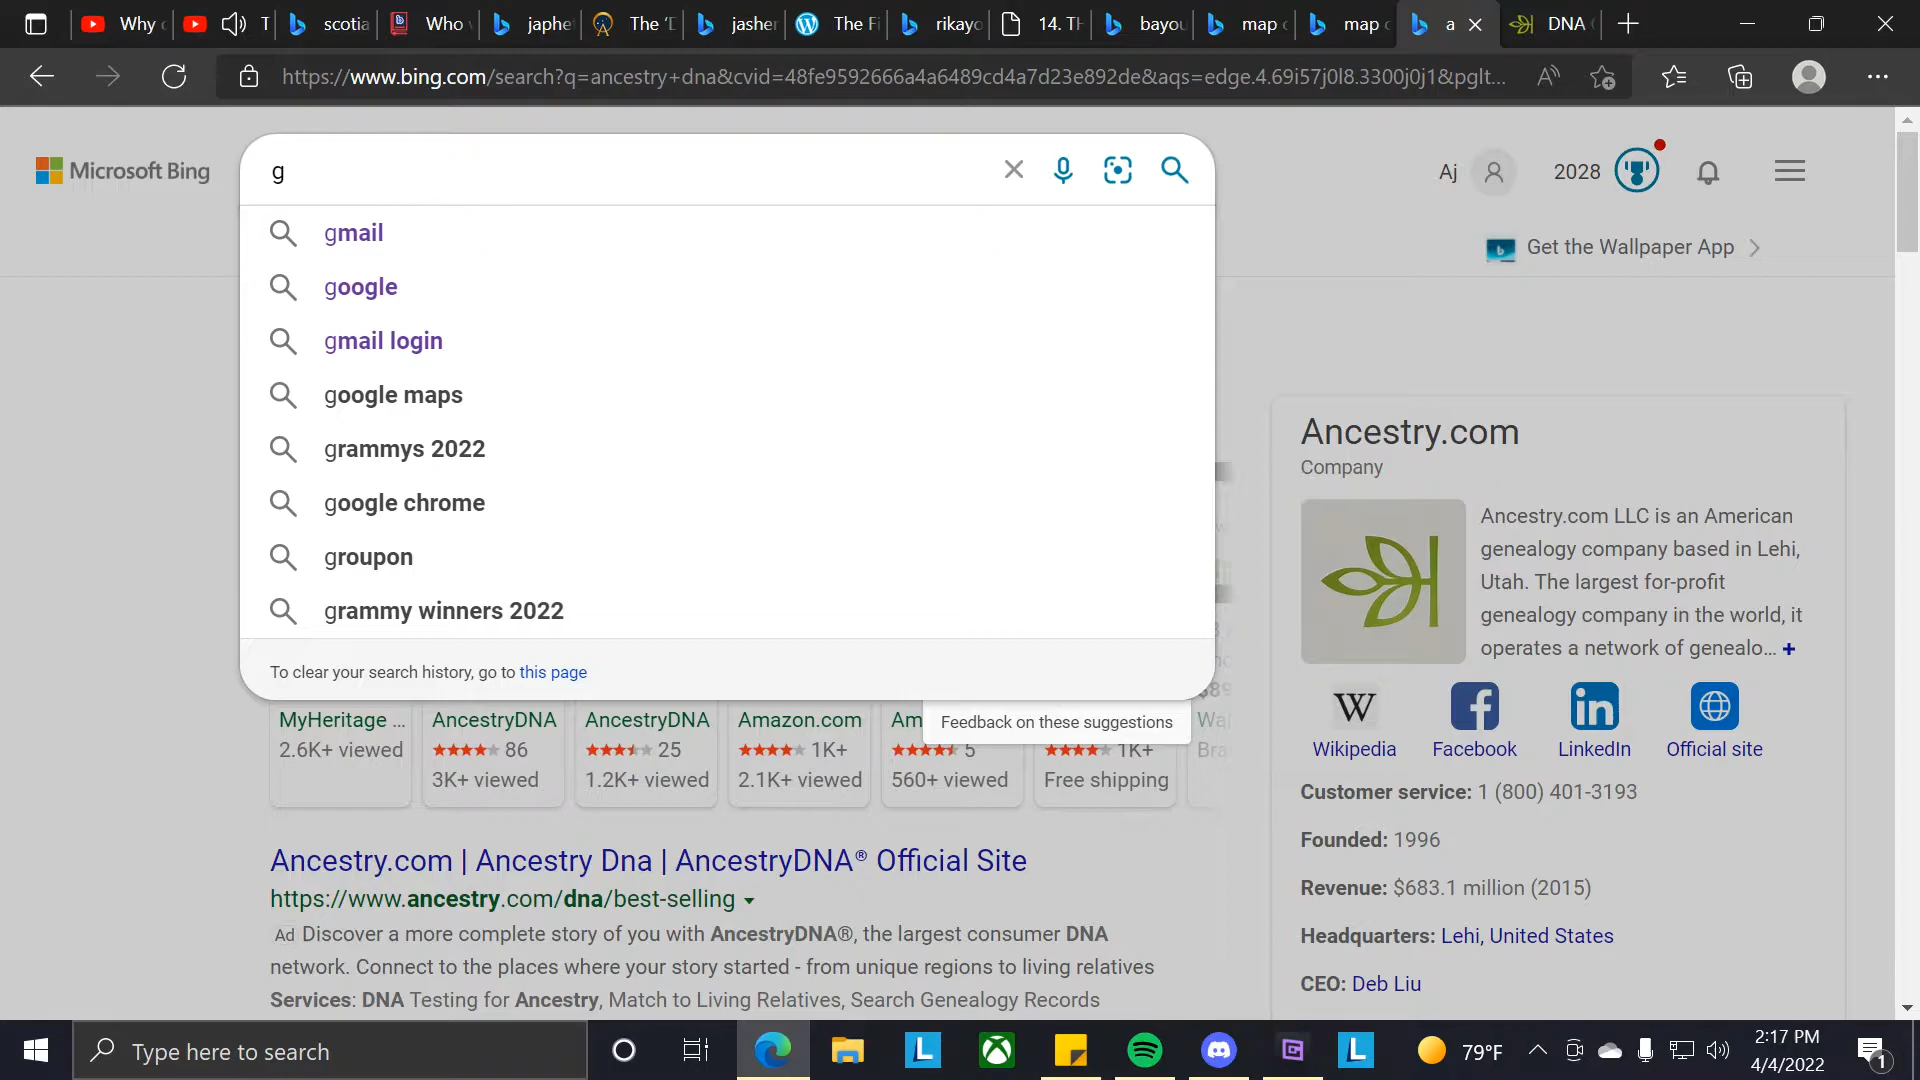 Why
T
scotia
Who v
japhe
The 'D
jasher
The Fi
rikayo
14. TH
bayou
map
map
a
DNA
https://www.bing.com/search?q=ancestry+dna&cvid=48fe9592666a4a6489cd4a7d23e892de&aqs=edge.4.69i57j0l8.3300j0j1&pglt...
Microsoft Bing
g
Aj
2028
Get the Wallpaper App
gmail
google
gmail login
google maps
grammys 2022
google chrome
groupon
grammy winners 2022
To clear your search history, go to this page
Feedback on these suggestions
MyHeritage ...
2.6K+ viewed
AncestryDNA
86
3K+ viewed
AncestryDNA
25
1.2K+ viewed
Amazon.com
1K+
2.1K+ viewed
Am
5
560+ viewed
1K+
Free shipping
$89
Wa
Bra
Ancestry.com | Ancestry Dna | AncestryDNA® Official Site
https://www.ancestry.com/dna/best-selling
Ad Discover a more complete story of you with AncestryDNA®, the largest consumer DNA
network. Connect to the places where your story started - from unique regions to living relatives
Services: DNA Testing for Ancestry, Match to Living Relatives, Search Genealogy Records
Ancestry.com
Company
Ancestry.com LLC is an American
genealogy company based in Lehi,
Utah. The largest for-profit
genealogy company in the world, it
operates a network of genealo... +
Wikipedia
Facebook
LinkedIn
Official site
Customer service: 1 (800) 401-3193
Founded: 1996
Revenue: $683.1 million (2015)
Headquarters: Lehi, United States
CEO: Deb Liu
Type here to search
79°F
2:17 PM
4/4/2022
1